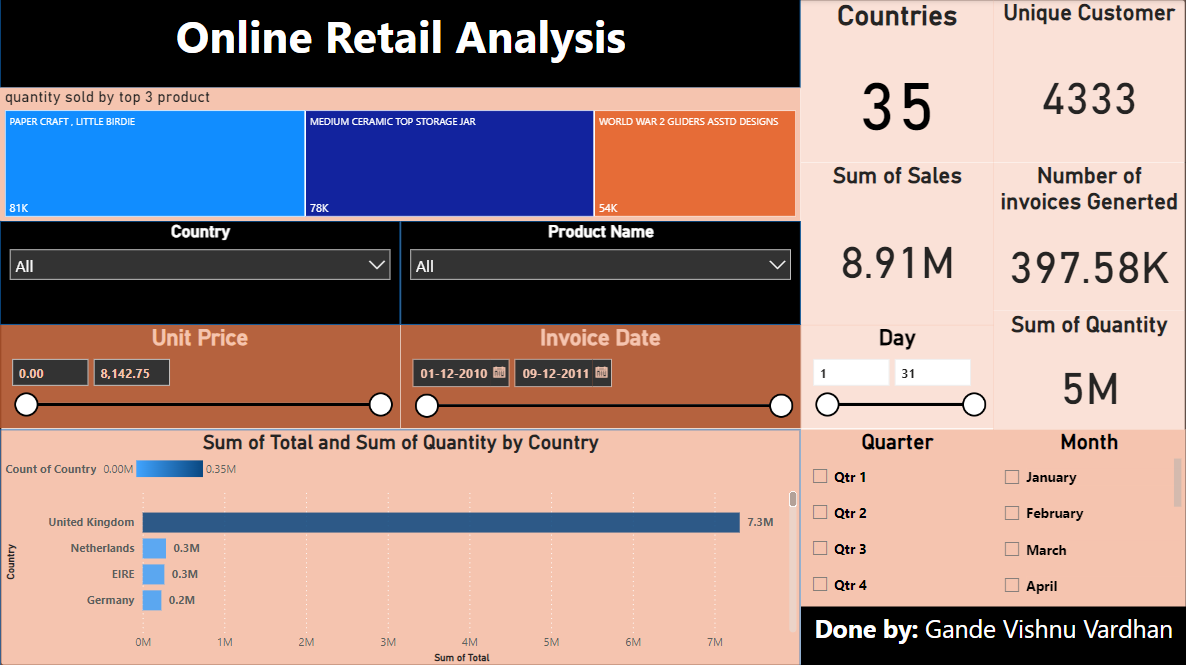 Online Retail Analysis
quantity sold by top 3 product
PAPER CRAFT , LITTLE BIRDIE
81K
MEDIUM CERAMIC TOP STORAGE JAR
78K
WORLD WAR 2 GLIDERS ASSTD DESIGNS
54K
Country
All
Product Name
All
Unit Price
0.00
8,142.75
Invoice Date
01-12-2010
09-12-2011
Countries
35
Unique Customer
4333
Sum of Sales
8.91M
Number of
invoices Generted
397.58K
Day
1
31
Sum of Quantity
5M
Sum of Total and Sum of Quantity by Country
Count of Country 0.00M 0.35M
Country
United Kingdom 7.3M
Netherlands 0.3M
EIRE 0.3M
Germany 0.2M
0M 1M 2M 3M 4M 5M 6M 7M
Sum of Total
Quarter
Qtr 1
Qtr 2
Qtr 3
Qtr 4
Month
January
February
March
April
Done by: Gande Vishnu Vardhan